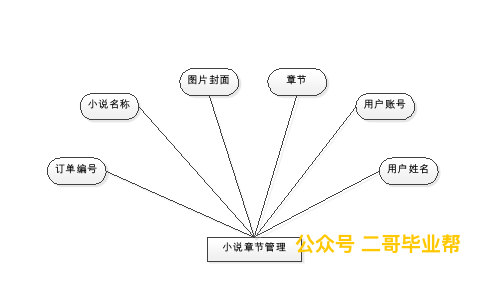 图片封面
章节
小说名称
用户账号
订单编号
用户姓名
小说章节管理
公众号 二哥毕业帮